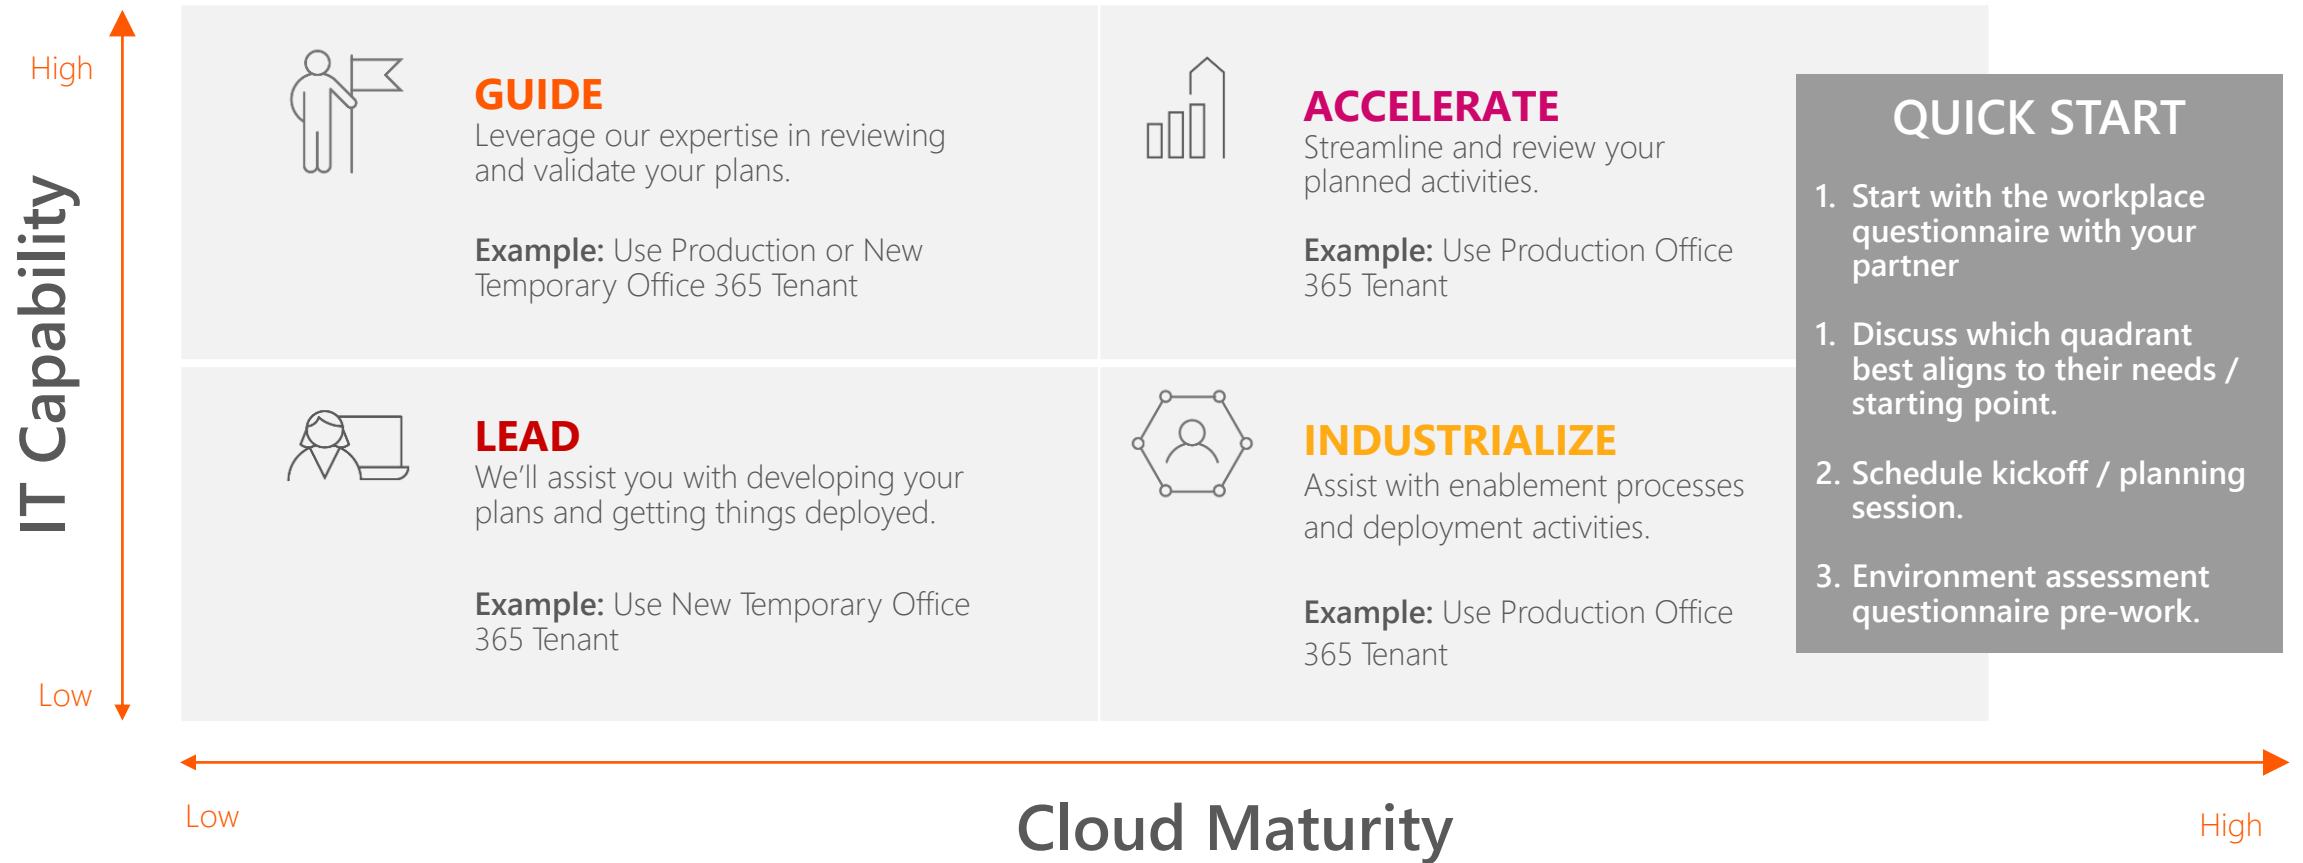 High
IT Capability
Low
GUIDE
Leverage our expertise in reviewing
and validate your plans.
Example: Use Production or New
Temporary Office 365 Tenant
ACCELERATE
Streamline and review your
planned activities.
Example: Use Production Office
365 Tenant
LEAD
We'll assist you with developing your
plans and getting things deployed.
Example: Use New Temporary Office
365 Tenant
INDUSTRIALIZE
Assist with enablement processes
and deployment activities.
Example: Use Production Office
365 Tenant
QUICK START
1. Start with the workplace
questionnaire with your
partner
1. Discuss which quadrant
best aligns to their needs /
starting point.
2. Schedule kickoff / planning
session.
3. Environment assessment
questionnaire pre-work.
Low
Cloud Maturity
High